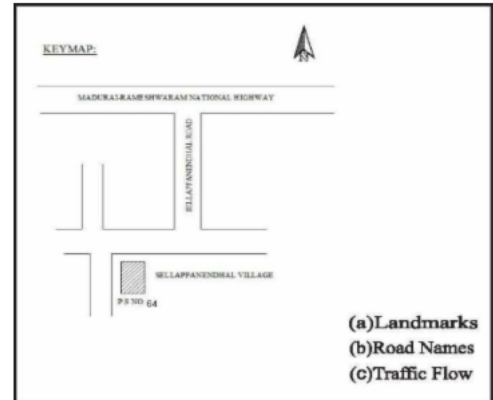 KEYMAP:
N
MADURAI-RAMESHWARAM NATIONAL HIGHWAY
SELLAPPANENDHAL ROAD
SELLAPPANENDHAL VILLAGE
P S NO 64
(a)Landmarks
(b)Road Names
(c)Traffic Flow